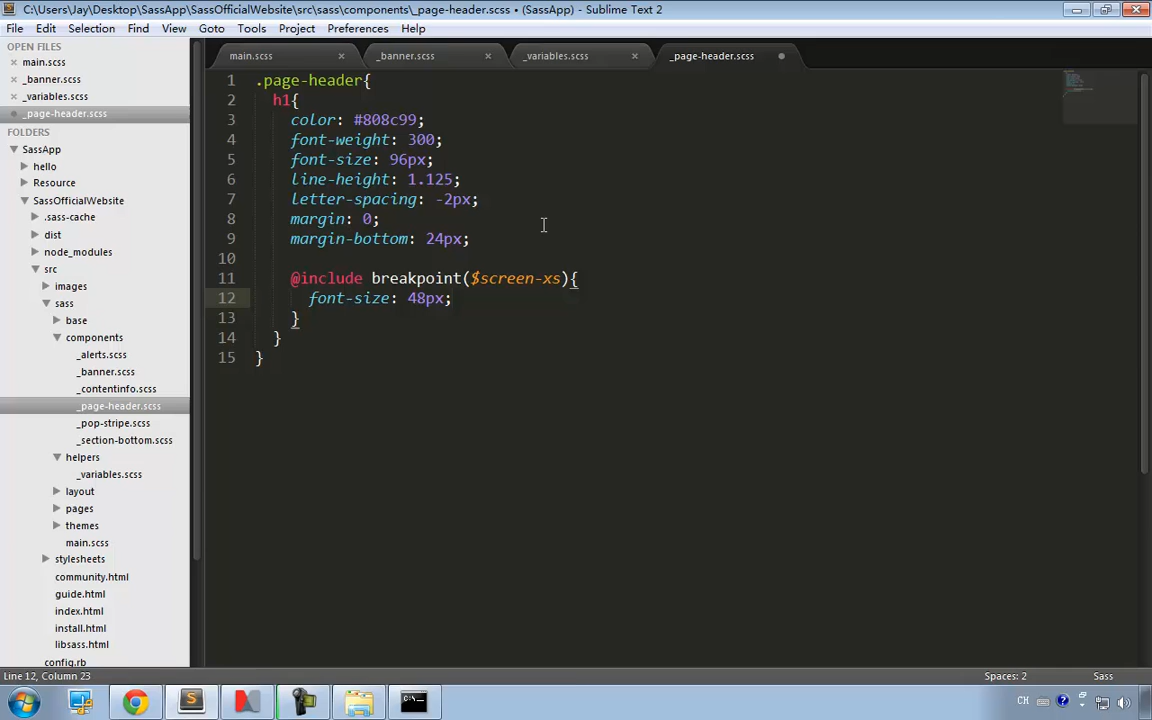 C:\Users\Jay\Desktop\SassApp\SassOfficialWebsite\src\sass\components\_page-header.scss • (SassApp) - Sublime Text 2
File Edit Selection Find View Goto Tools Project Preferences Help
OPEN FILES
main.scss
_banner.scss
_variables.scss
_page-header.scss
FOLDERS
SassApp
hello
Resource
SassOfficialWebsite
.sass-cache
dist
node_modules
src
images
sass
base
components
_alerts.scss
_banner.scss
_contentinfo.scss
_page-header.scss
_pop-stripe.scss
_section-bottom.scss
helpers
_variables.scss
layout
pages
themes
main.scss
stylesheets
community.html
guide.html
index.html
install.html
libsass.html
config.rb
main.scss _banner.scss _variables.scss _page-header.scss
1 .page-header{
2 h1{
3 color: #808c99;
4 font-weight: 300;
5 font-size: 96px;
6 line-height: 1.125;
7 letter-spacing: -2px;
8 margin: 0;
9 margin-bottom: 24px;
10
11 @include breakpoint($screen-xs){
12 font-size: 48px;
13 }
14 }
15 }
Line 12, Column 23 Spaces: 2 Sass
CH